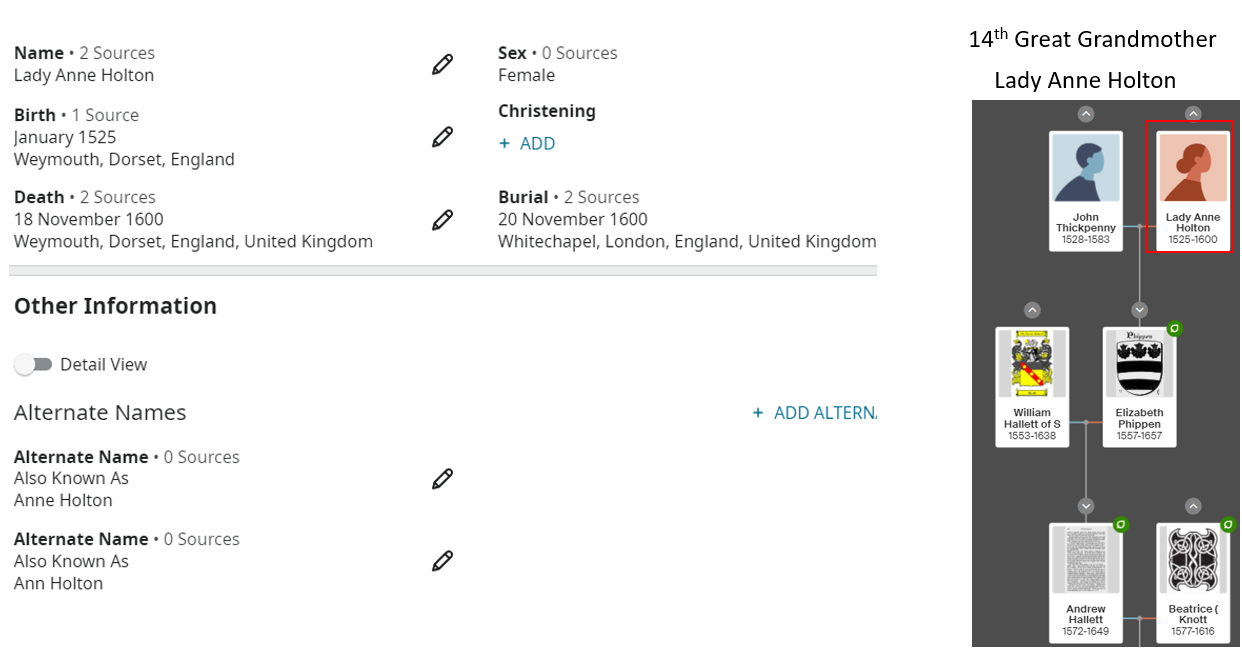 Name • 2 Sources
Lady Anne Holton
Sex • 0 Sources
Female
Birth • 1 Source
January 1525
Weymouth, Dorset, England
Christening
+ ADD
Death • 2 Sources
18 November 1600
Weymouth, Dorset, England, United Kingdom
Burial • 2 Sources
20 November 1600
Whitechapel, London, England, United Kingdom
Other Information
Detail View
Alternate Names
+ ADD ALTERNA
Alternate Name • 0 Sources
Also Known As
Anne Holton
Alternate Name • 0 Sources
Also Known As
Ann Holton
14th Great Grandmother
Lady Anne Holton
John
Thickpenny
1528-1583
Lady Anne
Holton
1525-1600
William
Hallett of S
1553-1638
Phippen
Elizabeth
Phippen
1557-1657
Andrew
Hallett
1572-1649
Beatrice (
Knott
1577-1616